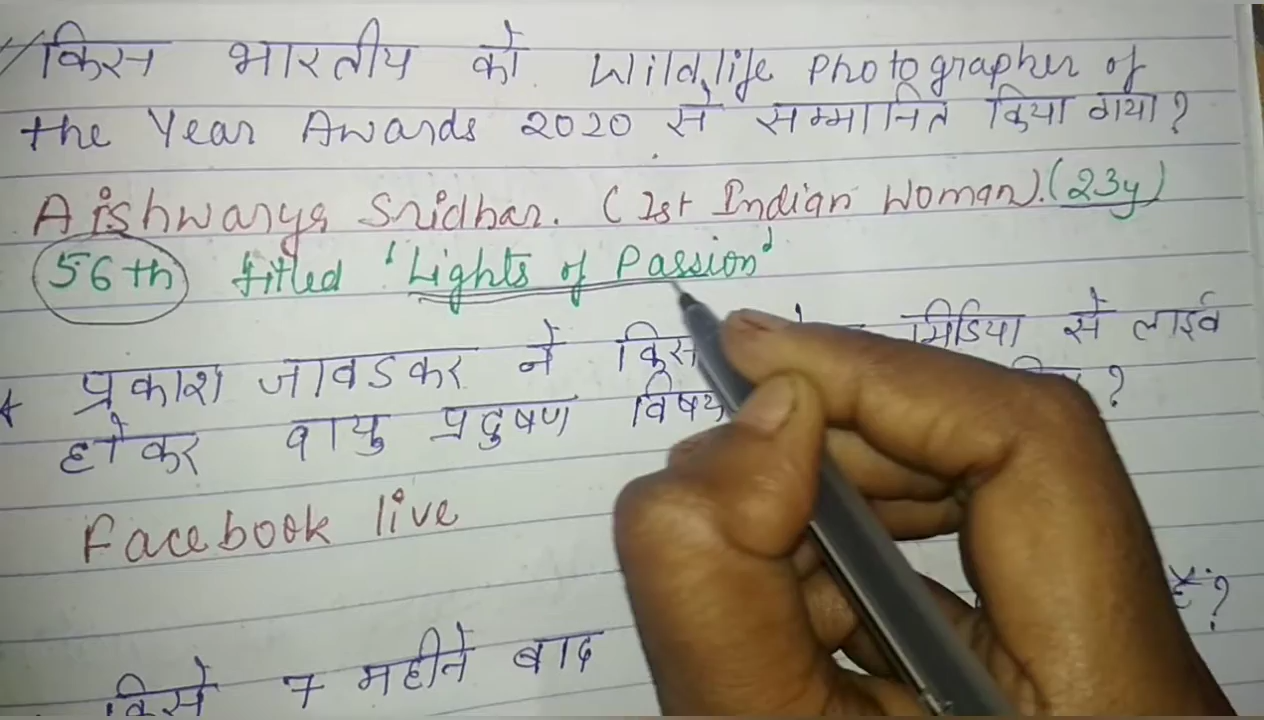 किस भारतीय को Wildlife Photographer of
the Year Awards 2020 से सम्मानित किया गया?
Aishwarya Sridhar. (1st Indian Woman). (23y)
56th titled 'Lights of Passion'
प्रकाश जावडकर ने किस मिडिया से लाईव
होकर वायु प्रदुषण विषय ?
Facebook live
है?
किसे 7 महीने बाद